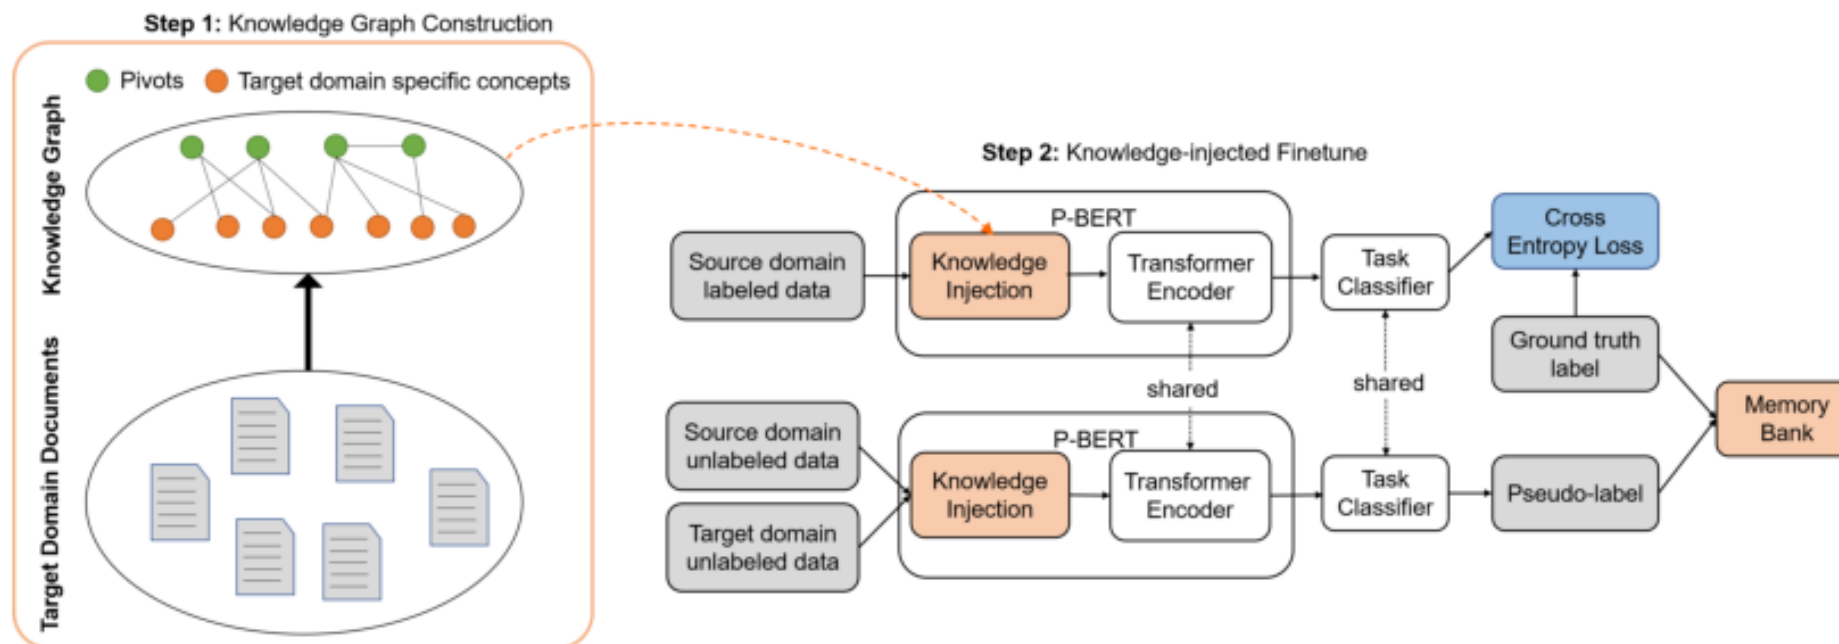 Step 1: Knowledge Graph Construction
Pivots
Target domain specific concepts
Knowledge Graph
Target Domain Documents
Step 2: Knowledge-injected Finetune
P-BERT
Source domain
labeled data
Knowledge
Injection
Transformer
Encoder
Task
Classifier
Cross
Entropy Loss
Ground truth
label
shared
shared
Memory
Bank
P-BERT
Source domain
unlabeled data
Target domain
unlabeled data
Knowledge
Injection
Transformer
Encoder
Task
Classifier
Pseudo-label